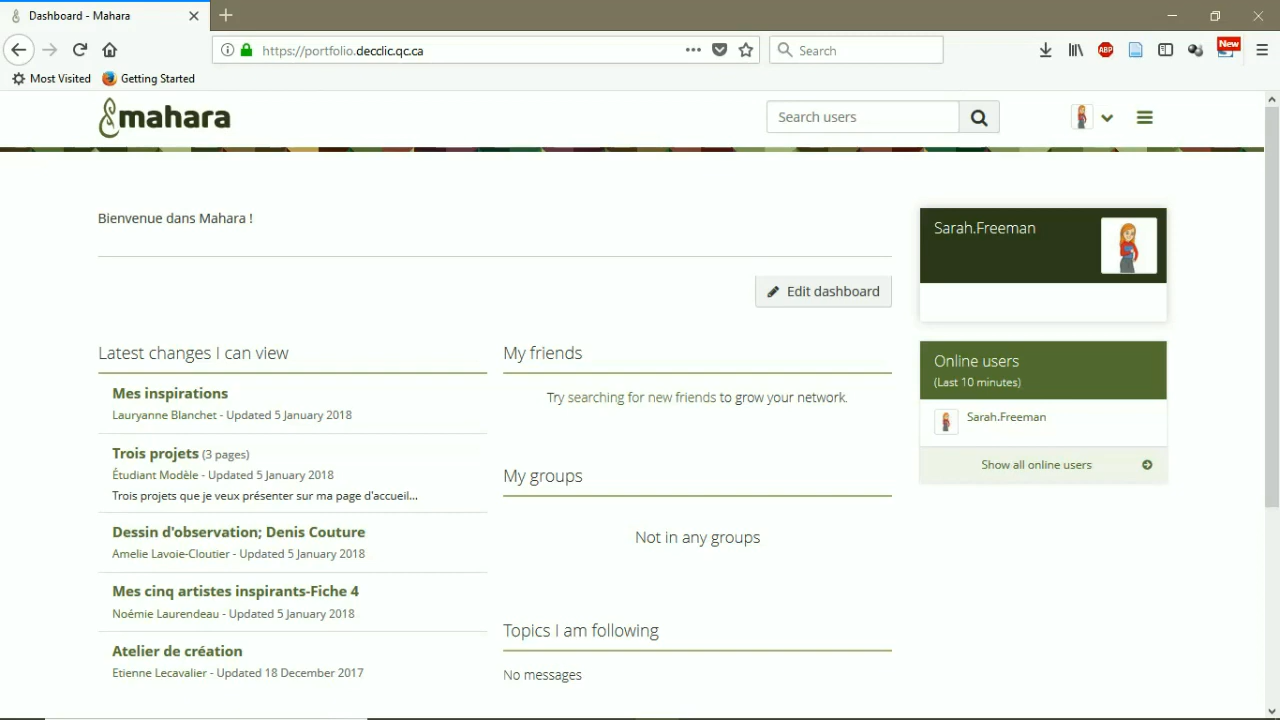 Dashboard - Mahara
https://portfolio.decclic.qc.ca
Search
ABP
New
Most Visited
Getting Started
mahara
Search users
Bienvenue dans Mahara !
Edit dashboard
Latest changes I can view
Mes inspirations
Lauryanne Blanchet - Updated 5 January 2018
Trois projets (3 pages)
Étudiant Modèle - Updated 5 January 2018
Trois projets que je veux présenter sur ma page d'accueil...
Dessin d'observation; Denis Couture
Amelie Lavoie-Cloutier - Updated 5 January 2018
Mes cinq artistes inspirants-Fiche 4
Noémie Laurendeau - Updated 5 January 2018
Atelier de création
Etienne Lecavalier - Updated 18 December 2017
My friends
Try searching for new friends to grow your network.
My groups
Not in any groups
Topics I am following
No messages
Sarah.Freeman
Online users
(Last 10 minutes)
Sarah.Freeman
Show all online users